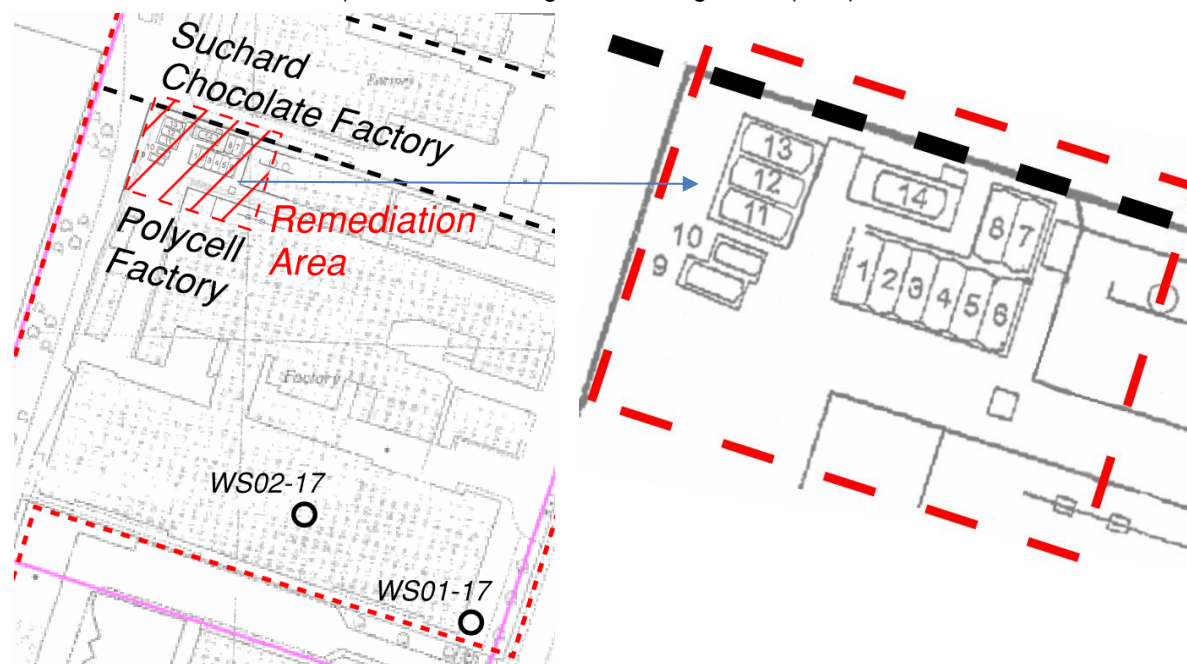 Suchard
Chocolate Factory
Factory
Polycell
Factory
Remediation
Area
Factory
WS02-17
WS01-17
13
12
11
10
9
14
8 7
1 2 3 4 5 6